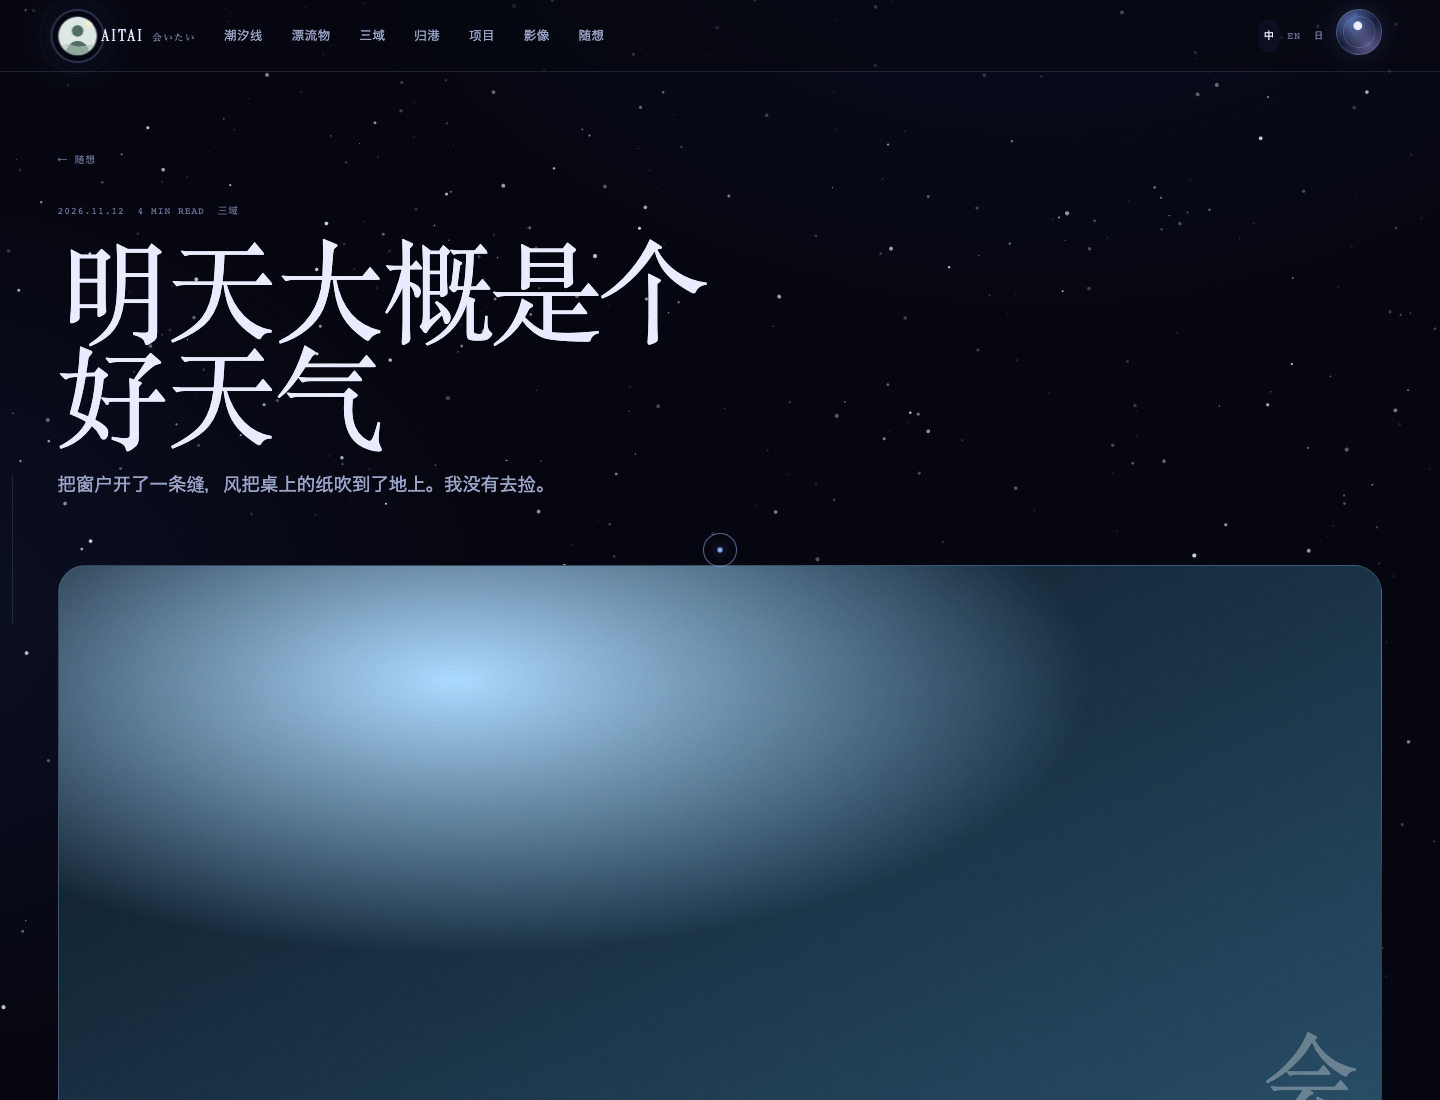 AITAI 会いたい 潮汐线 漂流物 三域 归港 项目 影像 随想 中 EN 日
← 随想
2026.11.12 4 MIN READ 三域
明天大概是个
好天气
把窗户开了一条缝，风把桌上的纸吹到了地上。我没有去捡。
会